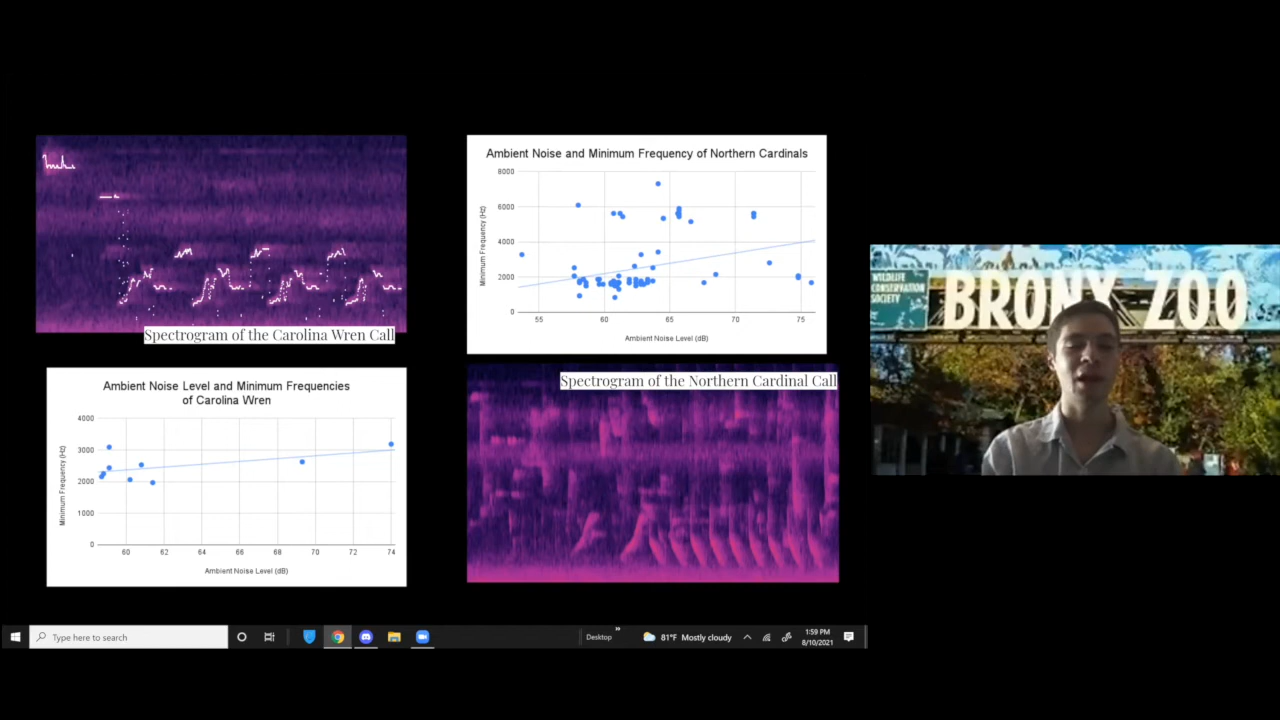 Spectrogram of the Carolina Wren Call
Ambient Noise Level and Minimum Frequencies
of Carolina Wren
Minimum Frequency (Hz)
4000
3000
2000
1000
0
60
62
64
66
68
70
72
74
Ambient Noise Level (dB)
Ambient Noise and Minimum Frequency of Northern Cardinals
Minimum Frequency (Hz)
8000
6000
4000
2000
0
55
60
65
70
75
Ambient Noise Level (dB)
Spectrogram of the Northern Cardinal Call
WILDLIFE
CONSERVATION
SOCIETY
BRONX ZOO
Type here to search
Desktop
81°F Mostly cloudy
1:59 PM
8/10/2021